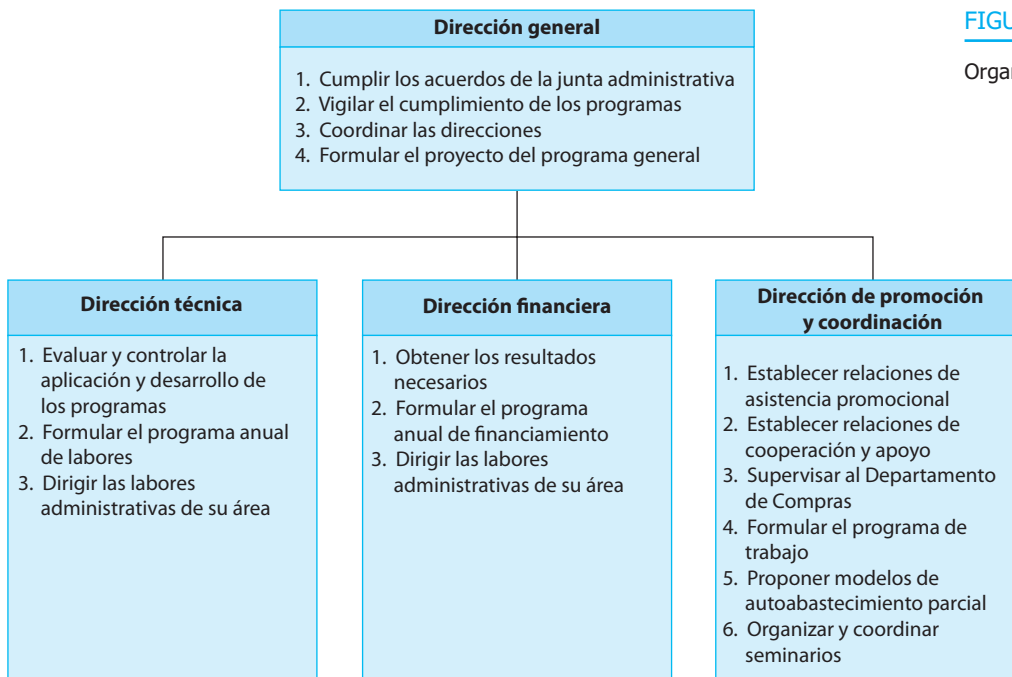 Dirección general
1. Cumplir los acuerdos de la junta administrativa
2. Vigilar el cumplimiento de los programas
3. Coordinar las direcciones
4. Formular el proyecto del programa general
FIGU
Orga
Dirección técnica
1. Evaluar y controlar la
aplicación y desarrollo de
los programas
2. Formular el programa anual
de labores
3. Dirigir las labores
administrativas de su área
Dirección financiera
1. Obtener los resultados
necesarios
2. Formular el programa
anual de financiamiento
3. Dirigir las labores
administrativas de su área
Dirección de promoción
y coordinación
1. Establecer relaciones de
asistencia promocional
2. Establecer relaciones de
cooperación y apoyo
3. Supervisar al Departamento
de Compras
4. Formular el programa de
trabajo
5. Proponer modelos de
autoabastecimiento parcial
6. Organizar y coordinar
seminarios